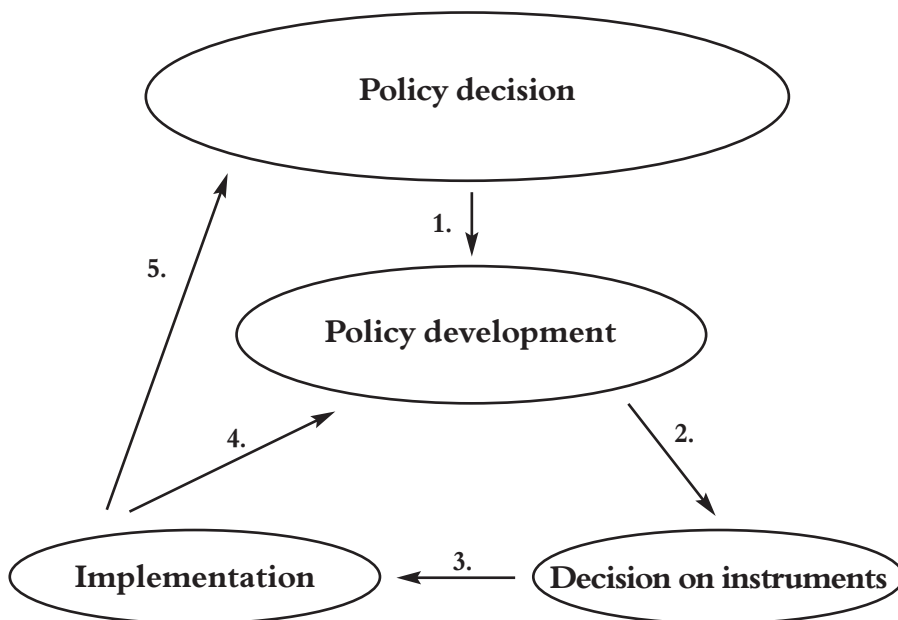 Policy decision
1.
5.
Policy development
4.
2.
Implementation
3.
Decision on instruments